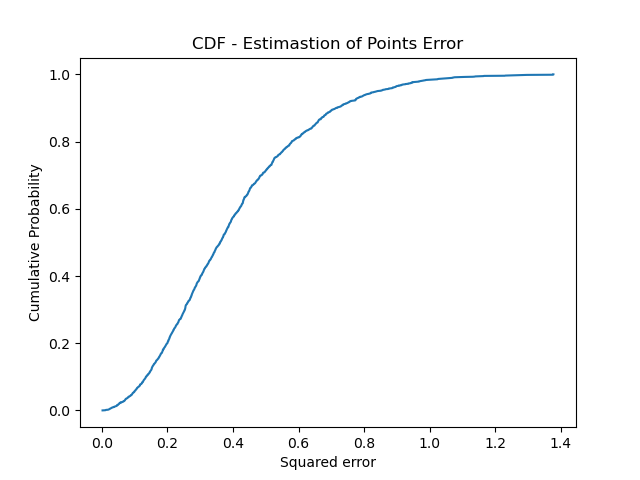 CDF - Estimastion of Points Error
1.0
0.8
0.6
0.4
0.2
0.0
Cumulative Probability
0.0 0.2 0.4 0.6 0.8 1.0 1.2 1.4
Squared error